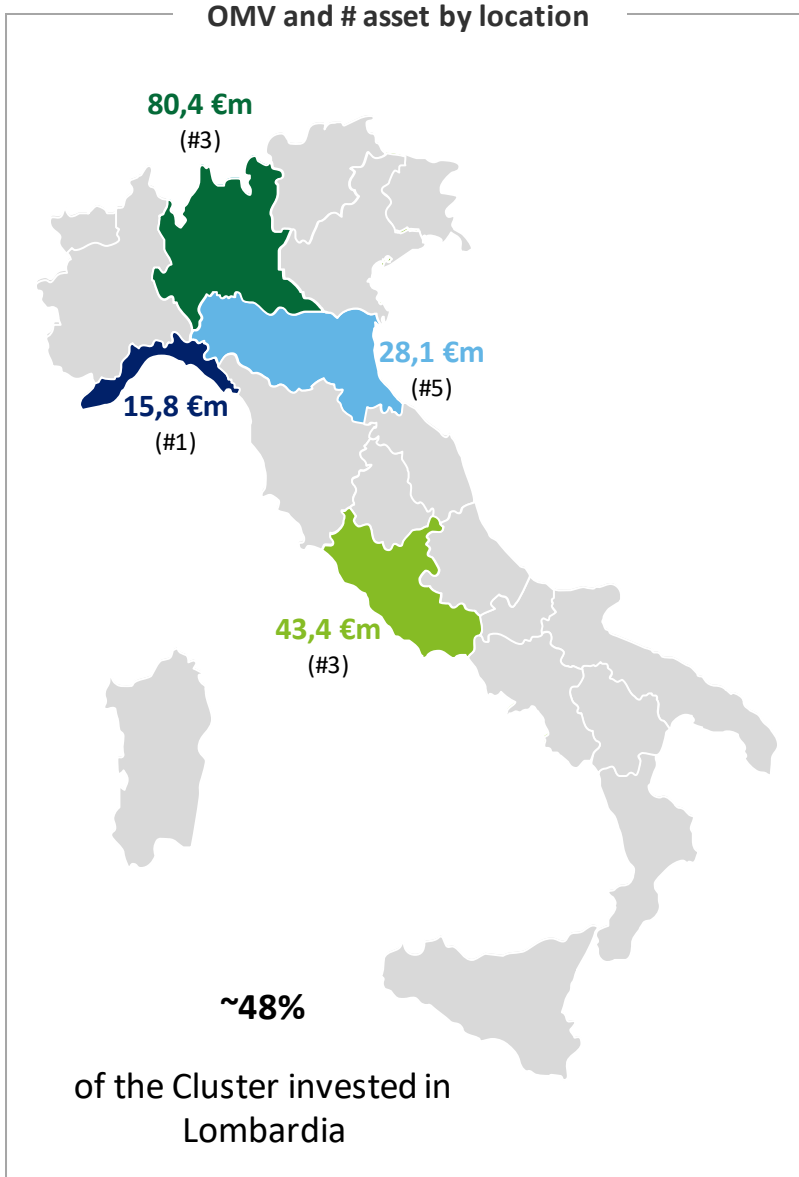 OMV and # asset by location
80,4 €m
(#3)
28,1 €m
(#5)
15,8 €m
(#1)
43,4 €m
(#3)
~48%
of the Cluster invested in
Lombardia